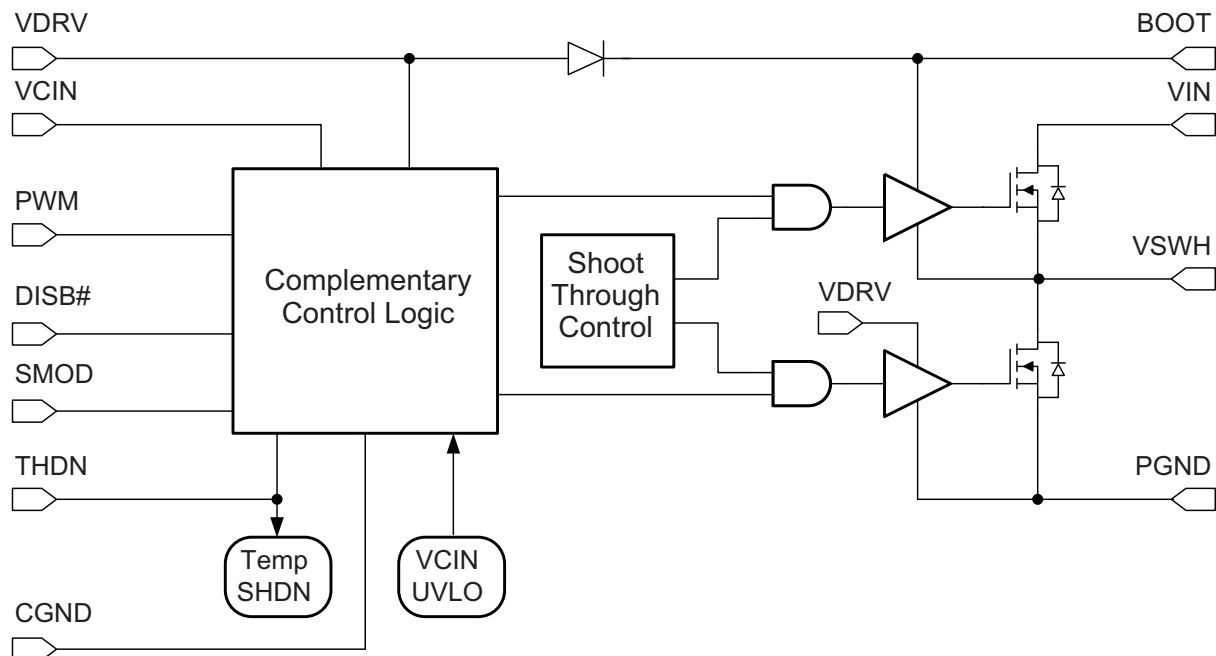 VDRV
BOOT
VCIN
VIN
PWM
Complementary
Control Logic
Shoot
Through
Control
VSWH
DISB#
VDRV
SMOD
THDN
PGND
Temp
SHDN
VCIN
UVLO
CGND